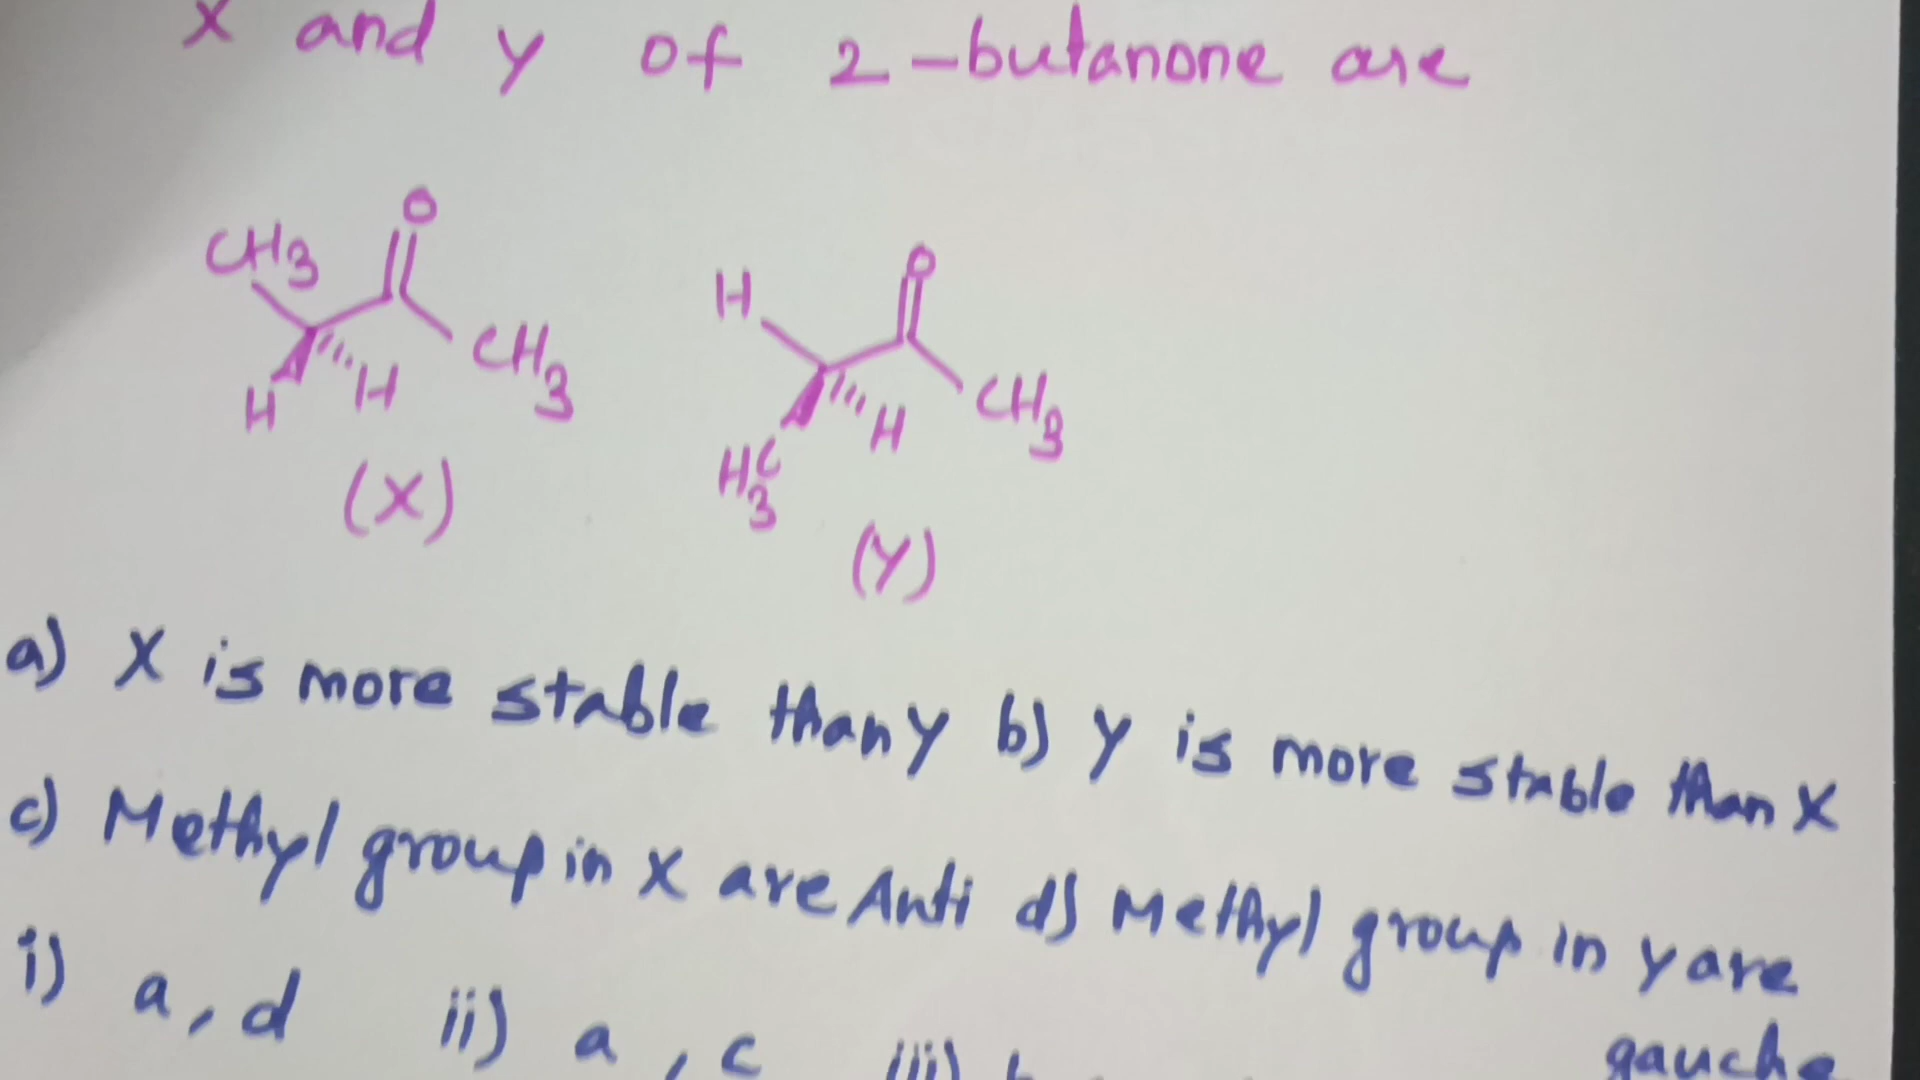 X and Y of 2-butanone are
O
CH3
CH3
H
H
(X)
O
H
CH3
H
H3C
(Y)
a) X is more stable than Y b) Y is more stable than X
c) Methyl group in X are Anti d) Methyl group in Y are
gauche
i) a, d ii) a, c iii)